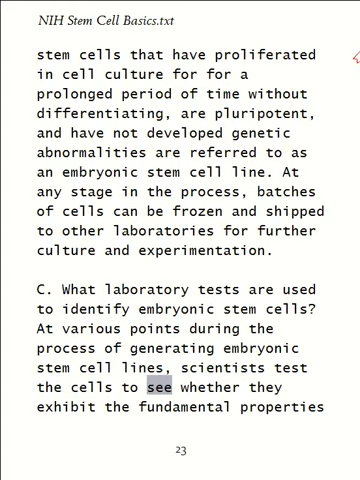 NIH Stem Cell Basics.txt
stem cells that have proliferated
in cell culture for for a
prolonged period of time without
differentiating, are pluripotent,
and have not developed genetic
abnormalities are referred to as
an embryonic stem cell line. At
any stage in the process, batches
of cells can be frozen and shipped
to other laboratories for further
culture and experimentation.

C. What laboratory tests are used
to identify embryonic stem cells?
At various points during the
process of generating embryonic
stem cell lines, scientists test
the cells to see whether they
exhibit the fundamental properties
23